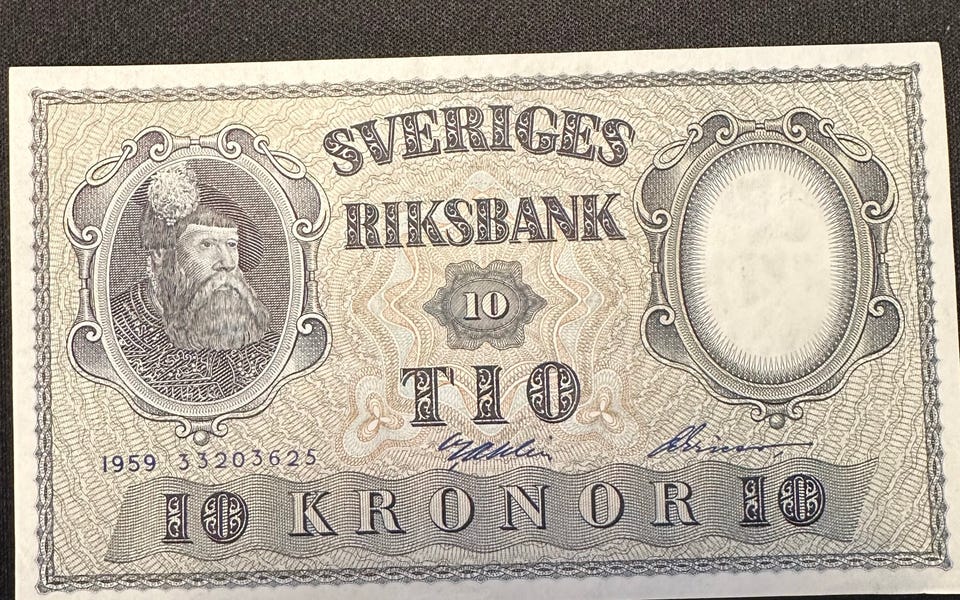 SVERIGES
RIKSBANK
10
TIO
1959 33203625
10 KRONOR 10